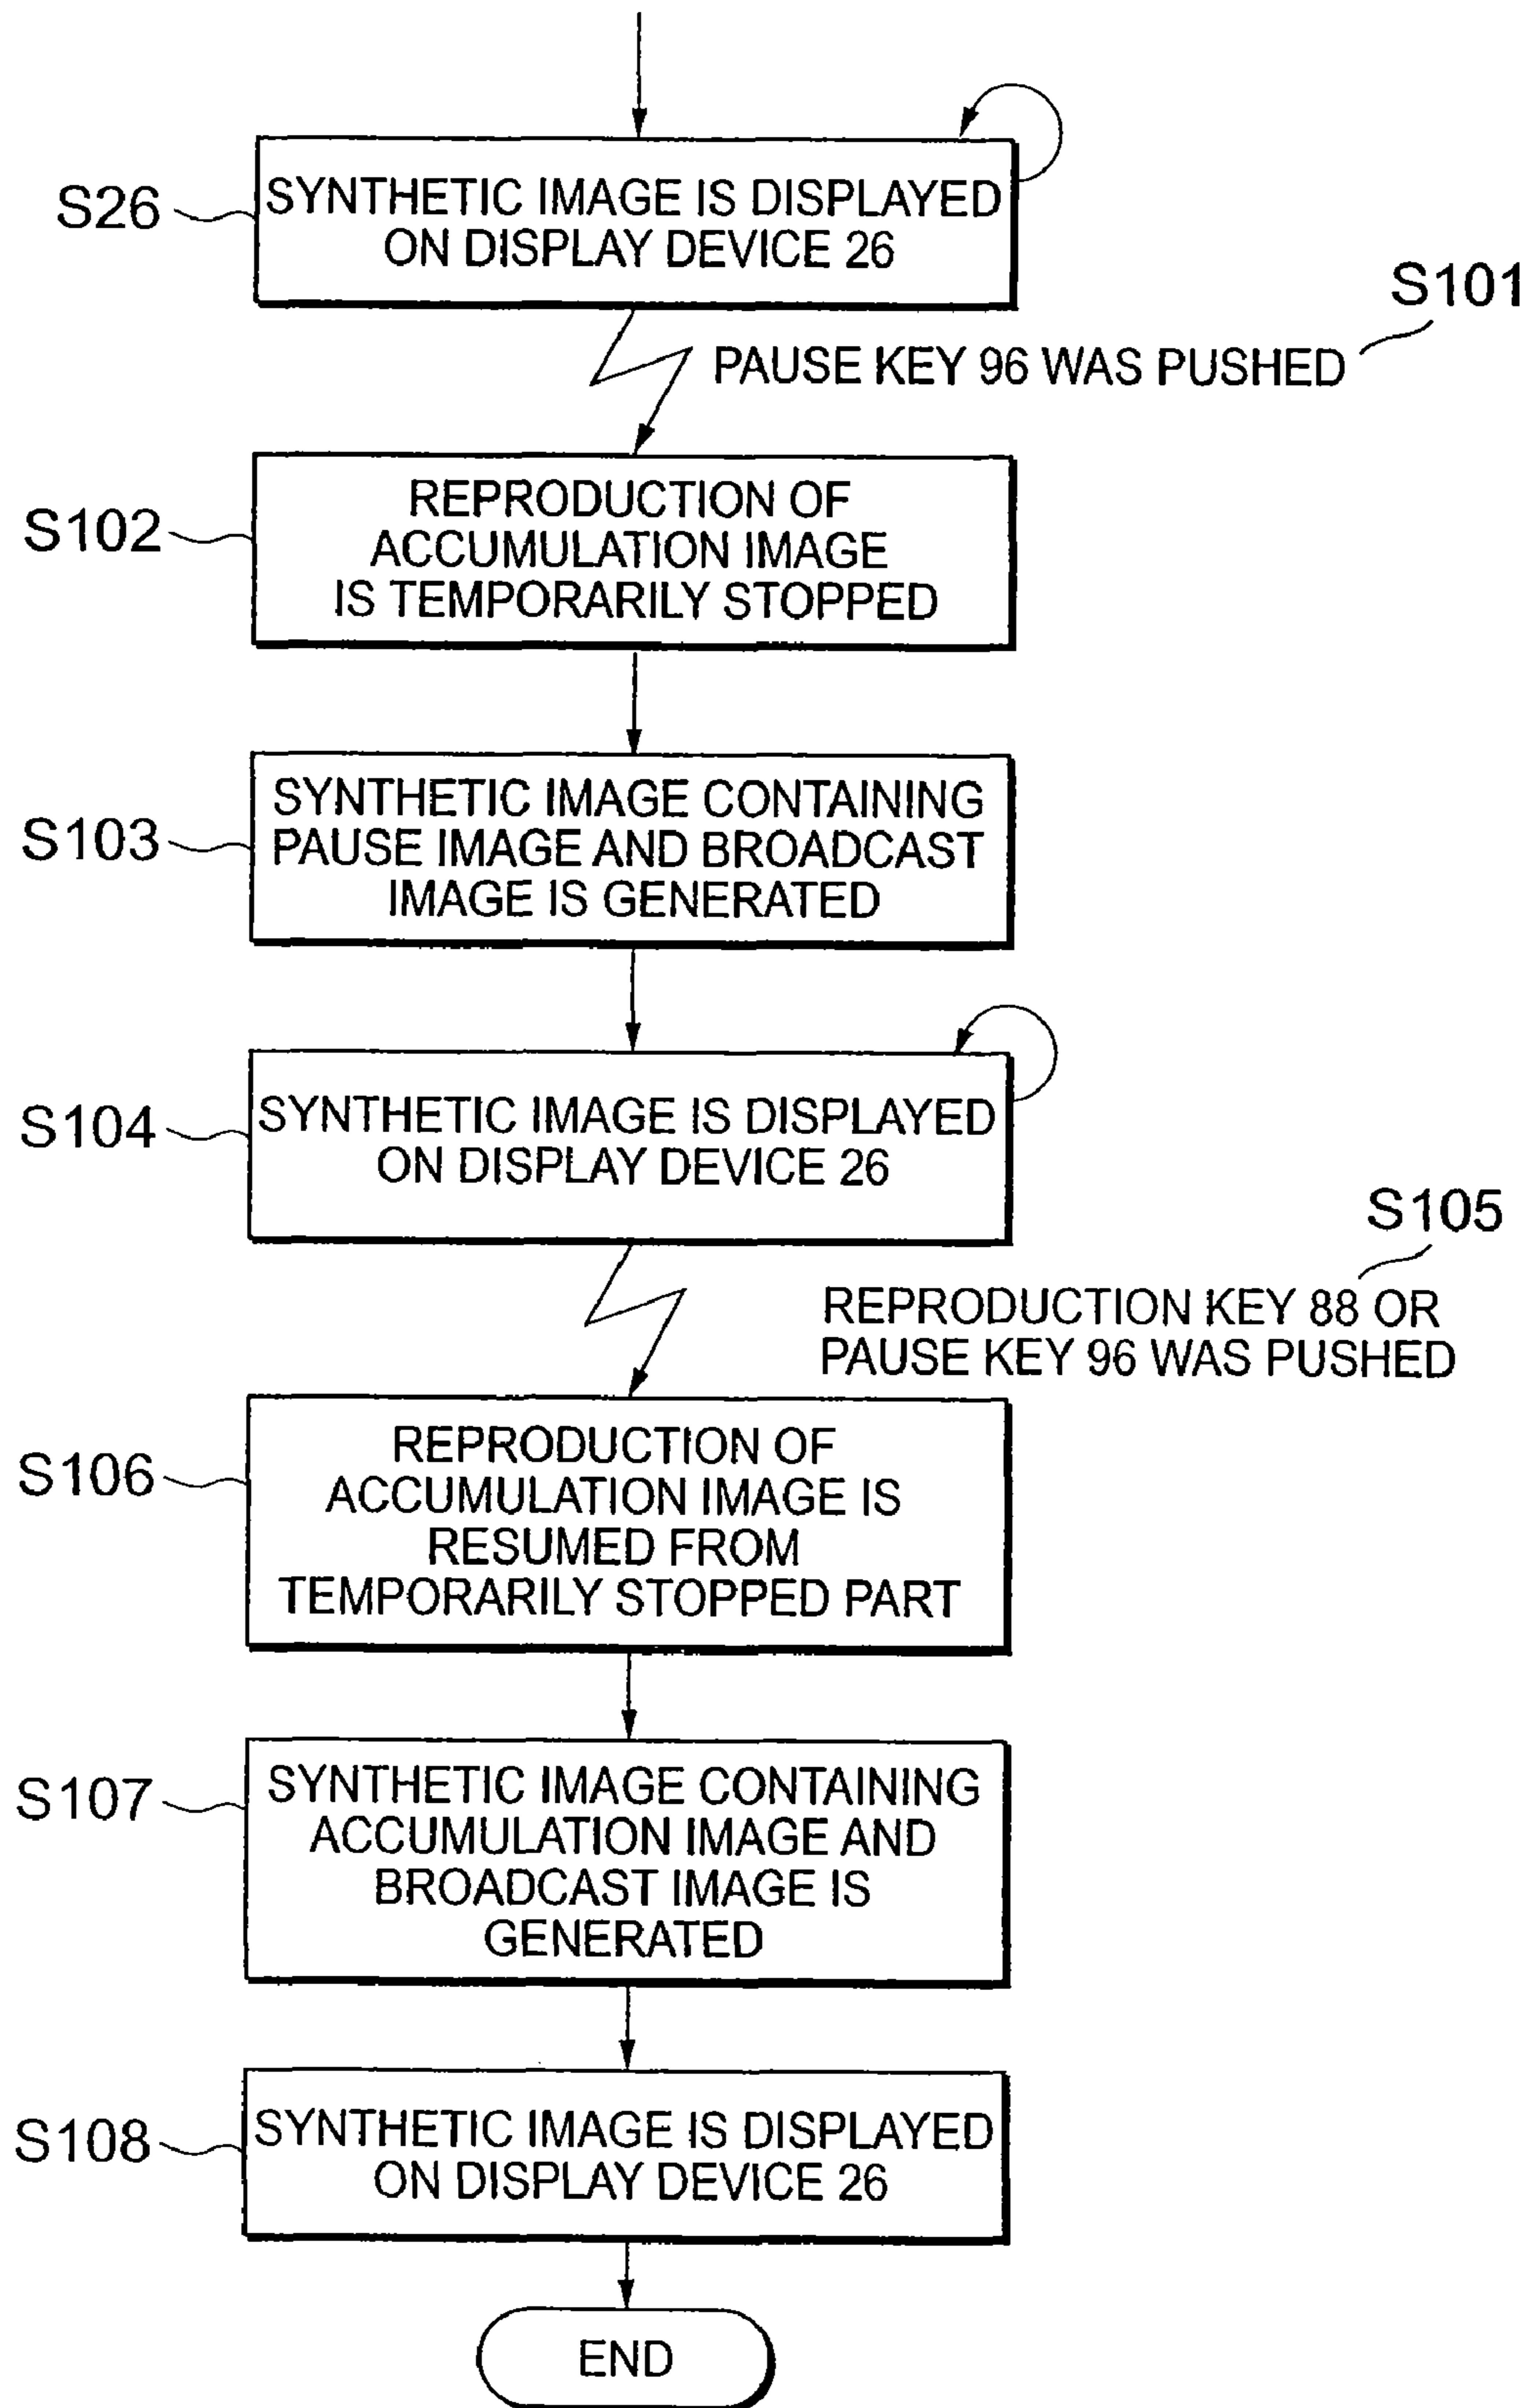 S26
SYNTHETIC IMAGE IS DISPLAYED
ON DISPLAY DEVICE 26
S101
PAUSE KEY 96 WAS PUSHED
S102
REPRODUCTION OF
ACCUMULATION IMAGE
IS TEMPORARILY STOPPED
S103
SYNTHETIC IMAGE CONTAINING
PAUSE IMAGE AND BROADCAST
IMAGE IS GENERATED
S104
SYNTHETIC IMAGE IS DISPLAYED
ON DISPLAY DEVICE 26
S105
REPRODUCTION KEY 88 OR
PAUSE KEY 96 WAS PUSHED
S106
REPRODUCTION OF
ACCUMULATION IMAGE IS
RESUMED FROM
TEMPORARILY STOPPED PART
S107
SYNTHETIC IMAGE CONTAINING
ACCUMULATION IMAGE AND
BROADCAST IMAGE IS
GENERATED
S108
SYNTHETIC IMAGE IS DISPLAYED
ON DISPLAY DEVICE 26
END